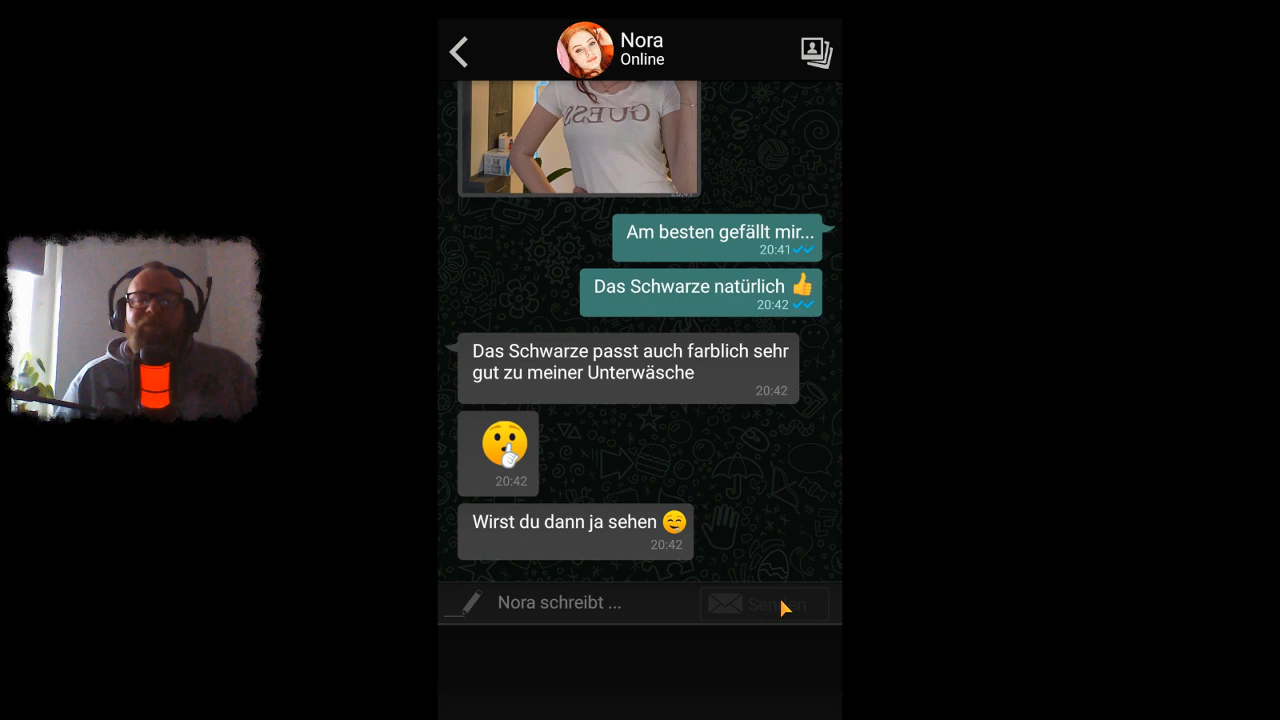 Nora
Online
GUESS
Am besten gefällt mir...
20:41
Das Schwarze natürlich 👍
20:42
Das Schwarze passt auch farblich sehr
gut zu meiner Unterwäsche
20:42
🤫
20:42
Wirst du dann ja sehen 😊
20:42
Nora schreibt ...
Senden